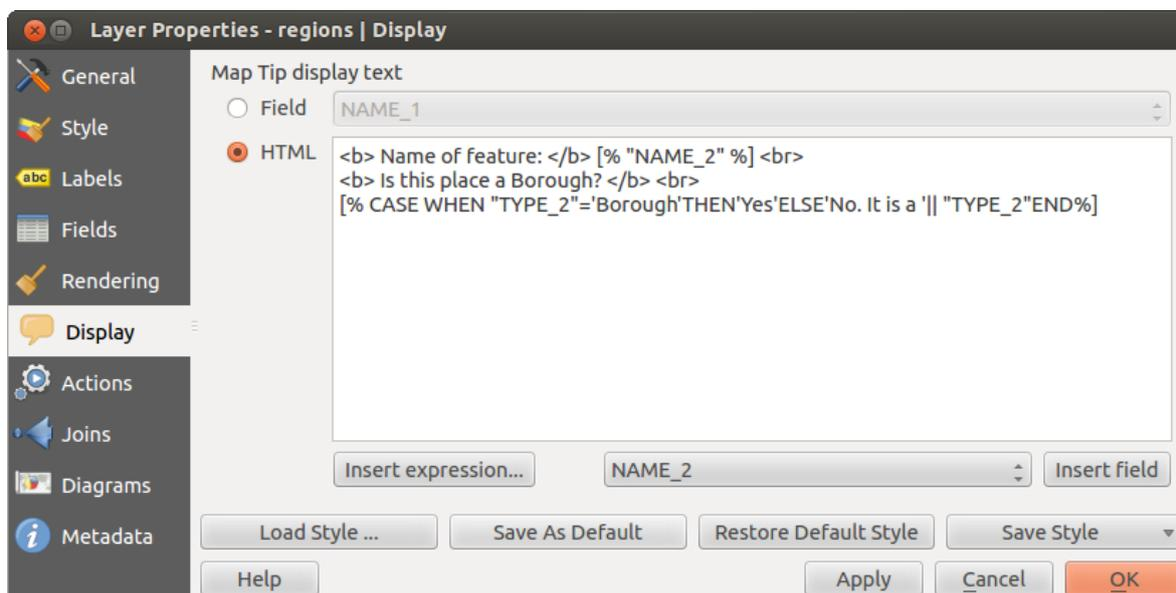 Layer Properties - regions | Display
General
Style
abc Labels
Fields
Rendering
Display
Actions
Joins
Diagrams
Metadata
Map Tip display text
Field
NAME_1
HTML
<b> Name of feature: </b> [% "NAME_2" %] <br>
<b> Is this place a Borough? </b> <br>
[% CASE WHEN "TYPE_2"='Borough'THEN'Yes'ELSE'No. It is a '|| "TYPE_2"END%]
Insert expression...
NAME_2
Insert field
Load Style ...
Save As Default
Restore Default Style
Save Style
Help
Apply
Cancel
OK